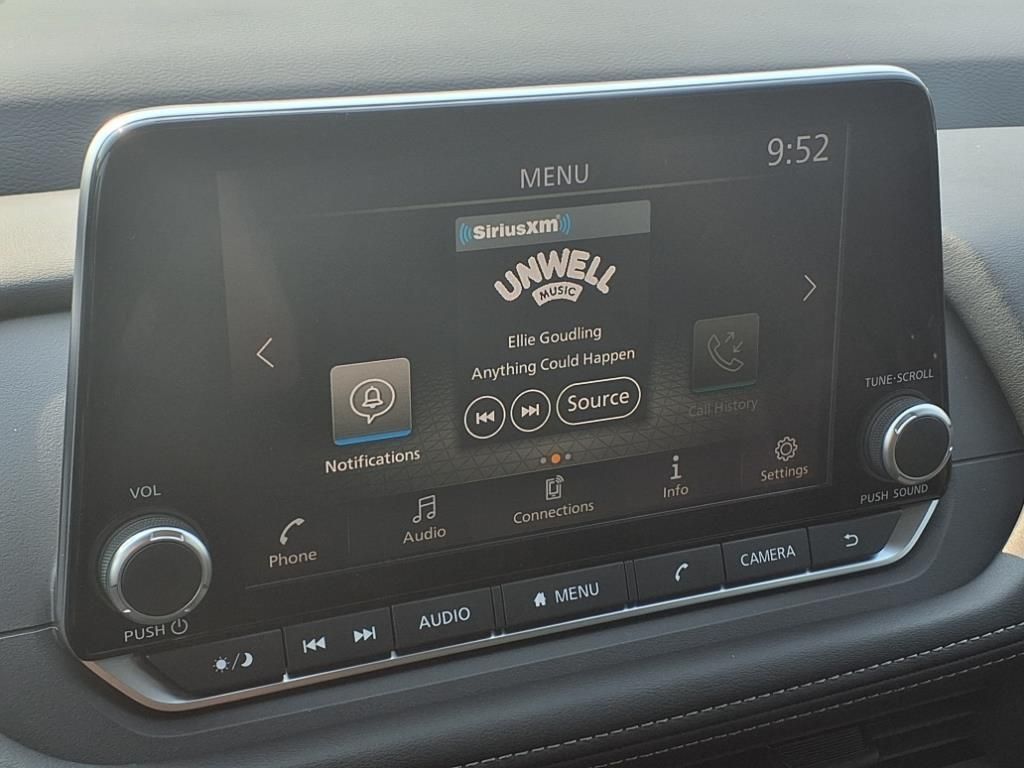 9:52
MENU
SiriusXM
UNWELL
MUSIC
Ellie Goudling
Anything Could Happen
Source
Notifications
Call History
TUNE·SCROLL
PUSH SOUND
VOL
PUSH
Phone
Audio
Connections
Info
Settings
AUDIO
MENU
CAMERA